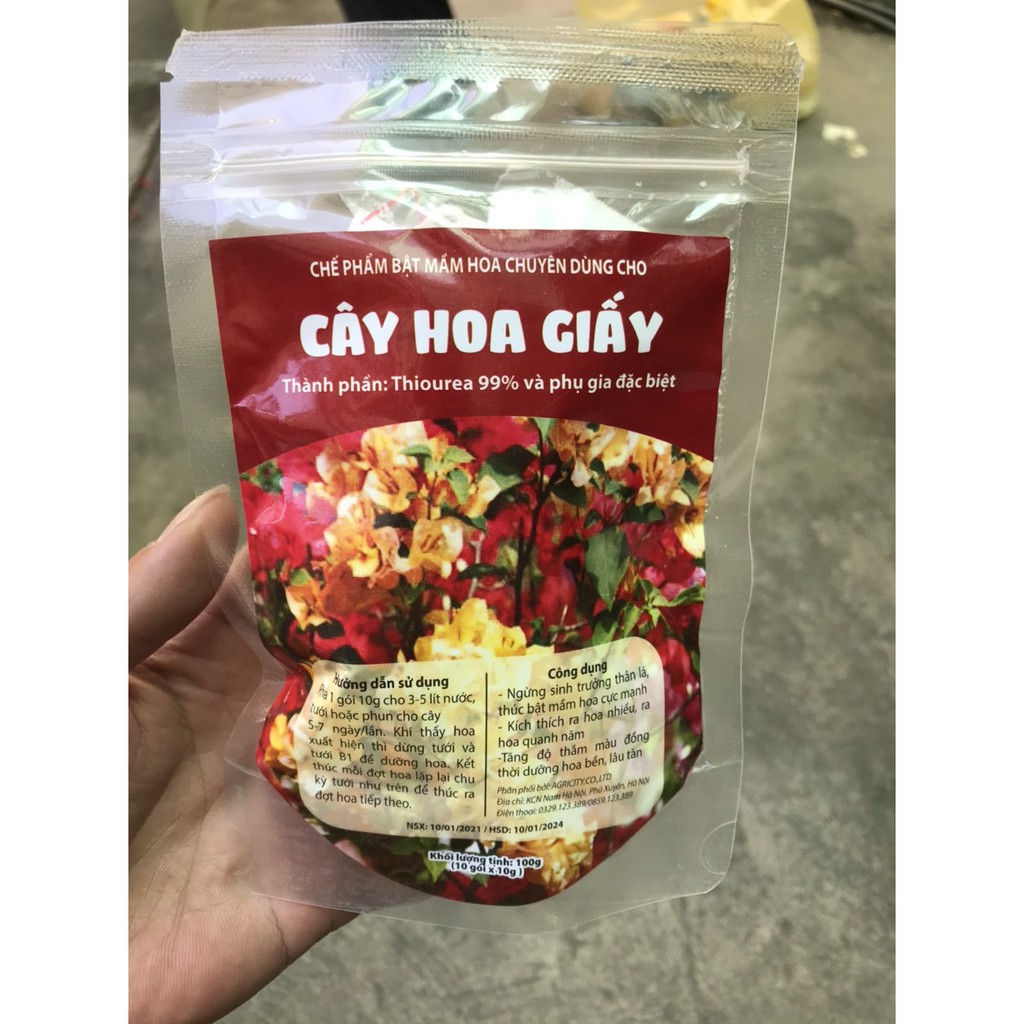 CHẾ PHẨM BẬT MẦM HOA CHUYÊN DÙNG CHO
CÂY HOA GIẤY
Thành phần: Thiourea 99% và phụ gia đặc biệt
Hướng dẫn sử dụng
Pha 1 gói 10g cho 3-5 lít nước,
tưới hoặc phun cho cây
5-7 ngày/lần. Khi thấy hoa
xuất hiện thì dừng tưới và
tưới B1 để dưỡng hoa. Kết
thúc mỗi đợt hoa lặp lại chu
kỳ tưới như trên để thúc ra
đợt hoa tiếp theo.
Công dụng
- Ngừng sinh trưởng thân lá,
thúc bật mầm hoa cực mạnh
- Kích thích ra hoa nhiều, ra
hoa quanh năm
-Tăng độ thắm màu đồng
thời dưỡng hoa bền, lâu tàn
Phân phối bởi: AGRICITY.CO.,LTD
Địa chỉ: KCN Nam Hà Nội, Phú Xuyên, Hà Nội
Điện thoại: 0329.123.389/0859.123.389
NSX: 10/01/2021 / HSD: 10/01/2024
Khối lượng tịnh: 100g
(10 gói x 10g )